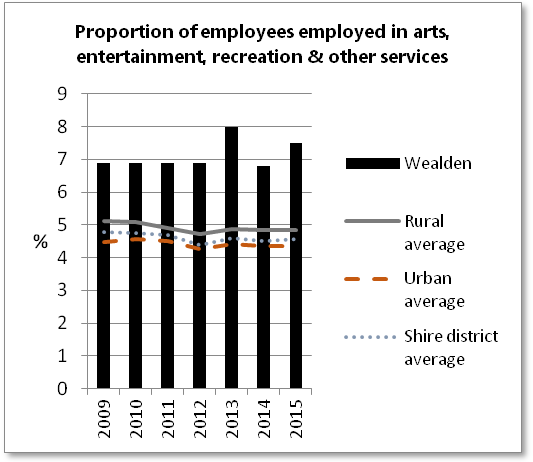 Proportion of employees employed in arts,
entertainment, recreation & other services
9
8
7
6
5
4
3
2
1
0
%
2009
2010
2011
2012
2013
2014
2015
Wealden
Rural
average
Urban
average
Shire district
average